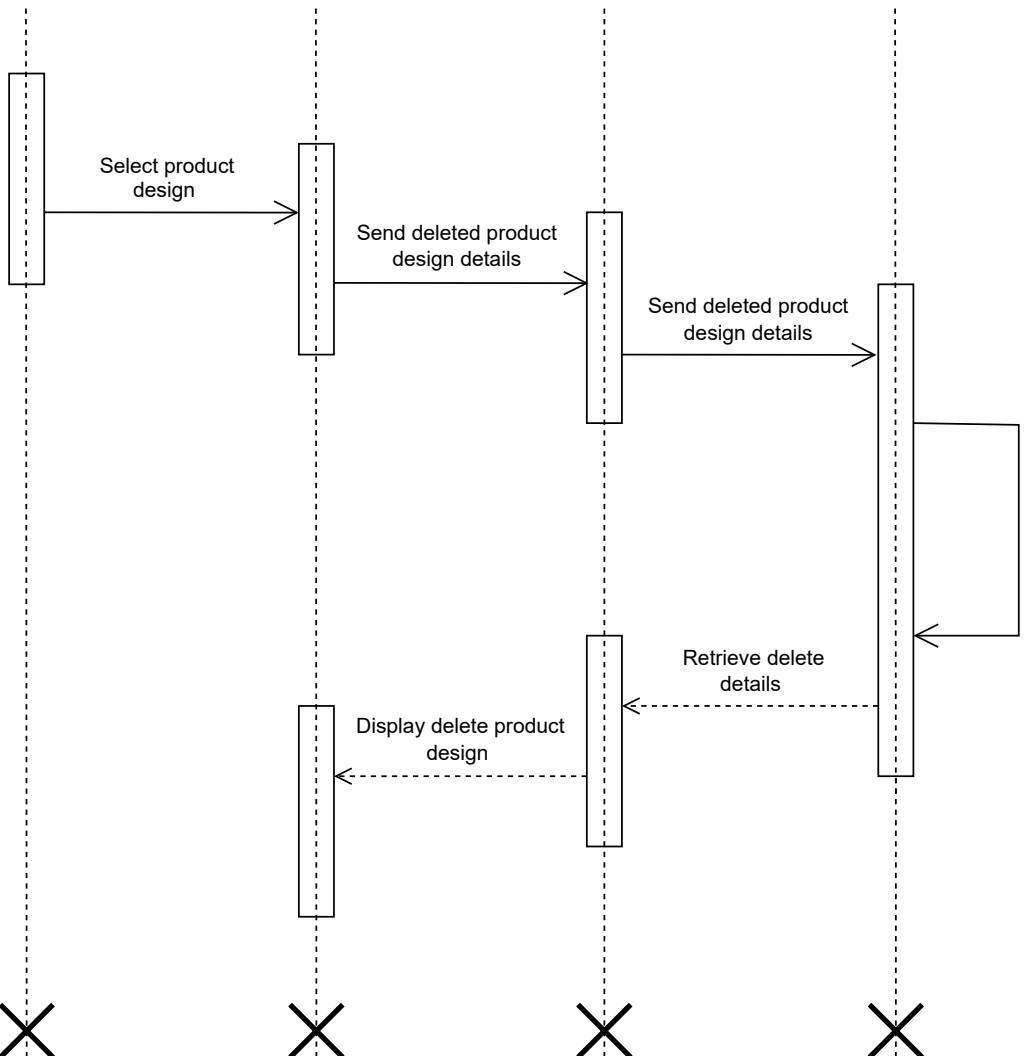 Select product
design
Send deleted product
design details
Send deleted product
design details
Retrieve delete
details
Display delete product
design